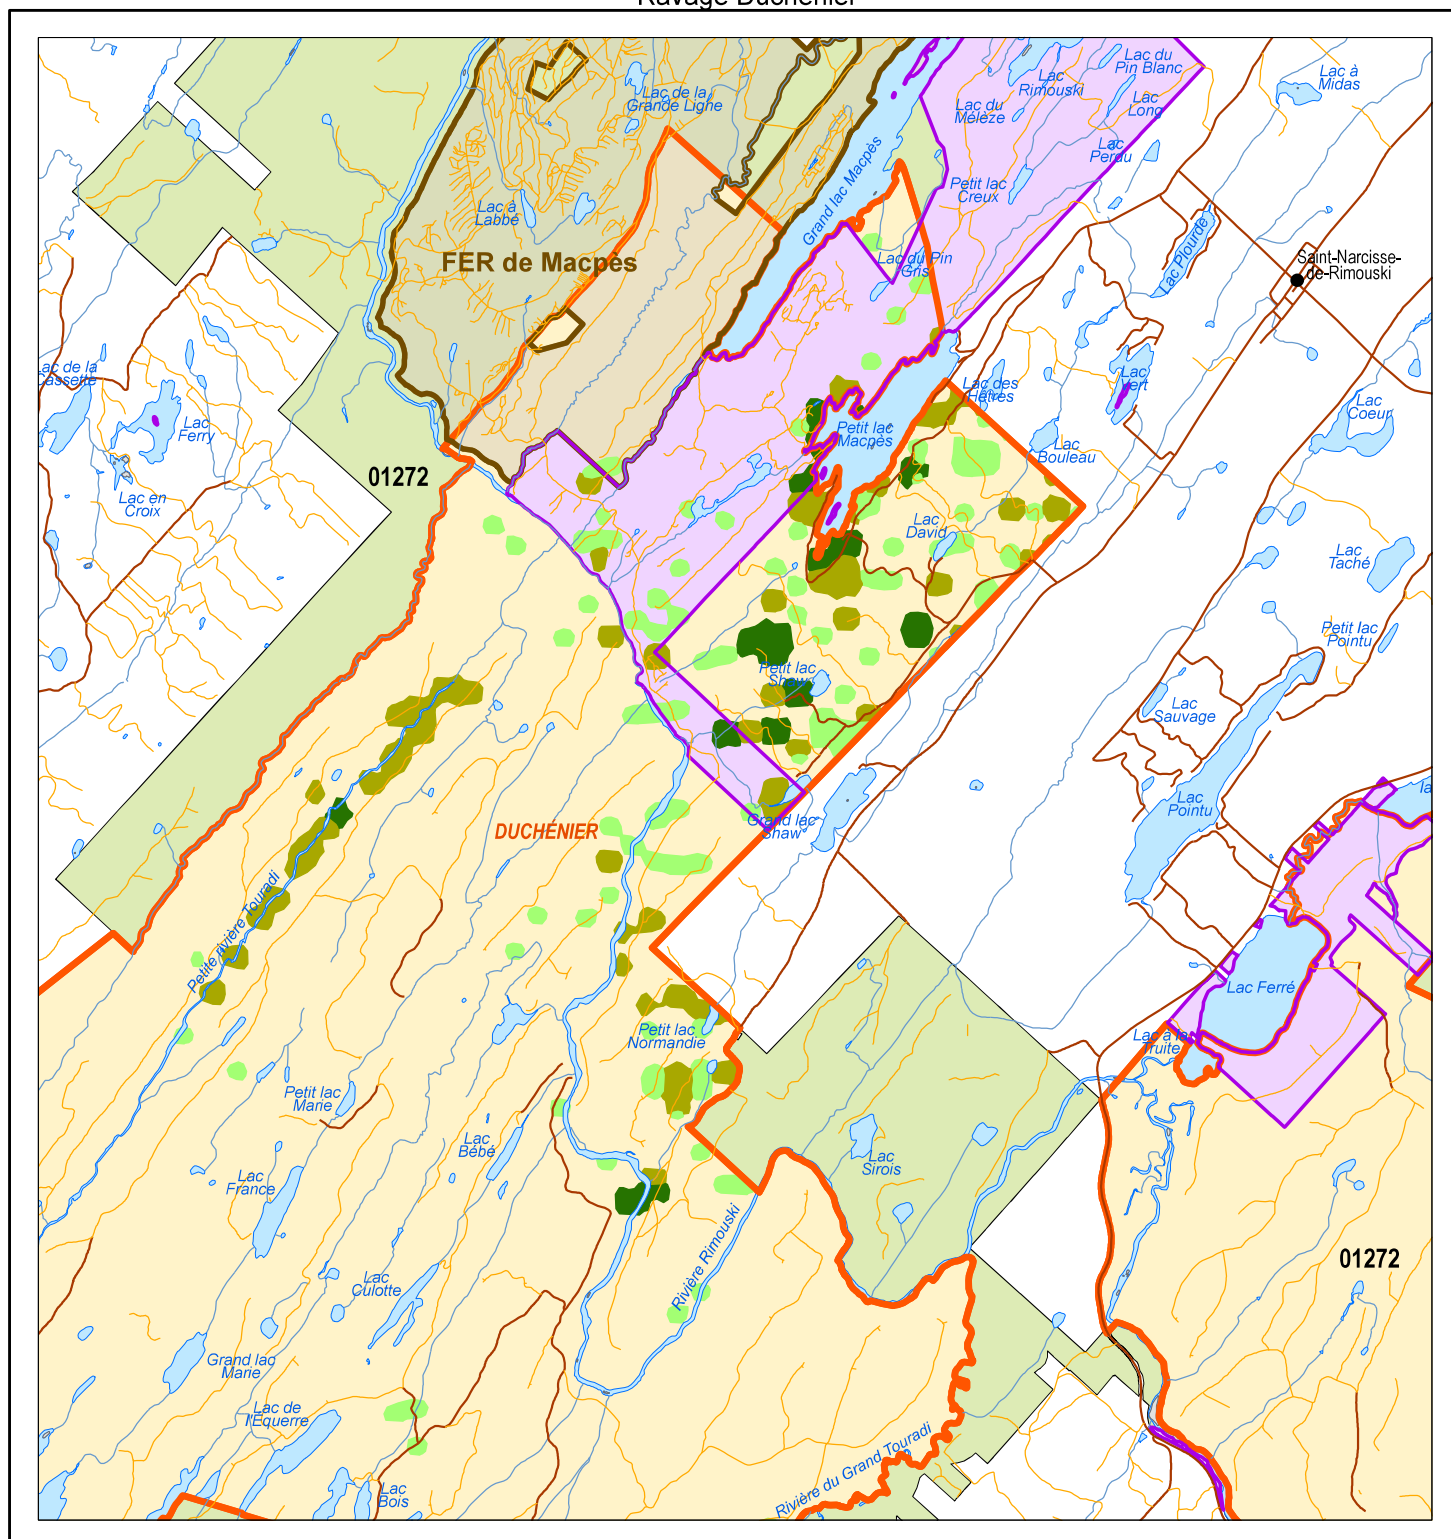 Ravage Duchénier
Lac du
Pin Blanc
Lac
Rimouski
Lac à
Midas
Lac de la
Grande Ligne
Lac du
Mélèze
Lac
Long
Lac
Perdu
Petit lac
Creux
Grand lac Macpès
Lac à
Labbé
FER de Macpès
Lac du Pin
Gris
Lac Plourde
Saint-Narcisse-
de-Rimouski
Lac de la
Cassette
Lac
Ferry
Lac des
Hêtres
Lac
Vert
Lac
Coeur
Petit lac
Macpès
Lac
Bouleau
01272
Lac en
Croix
Lac
David
Lac
Taché
Petit lac
Pointu
Petit lac
Shaw
Lac
Sauvage
Lac
Pointu
Grand lac
Shaw
DUCHÉNIER
Petite rivière Touradi
Lac Ferré
Petit lac
Normandie
Lac à la
Truite
Petit lac
Marie
Lac
Bébé
Lac
Sirois
Lac
France
Rivière Rimouski
01272
Lac
Culotte
Grand lac
Marie
Lac de
l'Équerre
Rivière du Grand Touradi
Lac
Bois